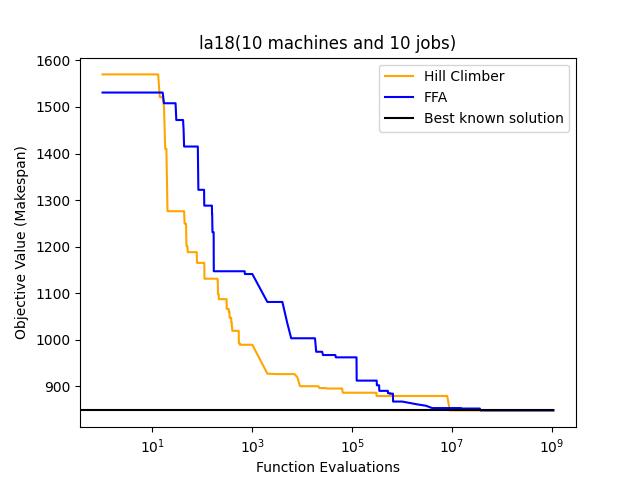 la18(10 machines and 10 jobs)
Hill Climber
FFA
Best known solution
Objective Value (Makespan)
1600
1500
1400
1300
1200
1100
1000
900
10^1
10^3
10^5
10^7
10^9
Function Evaluations